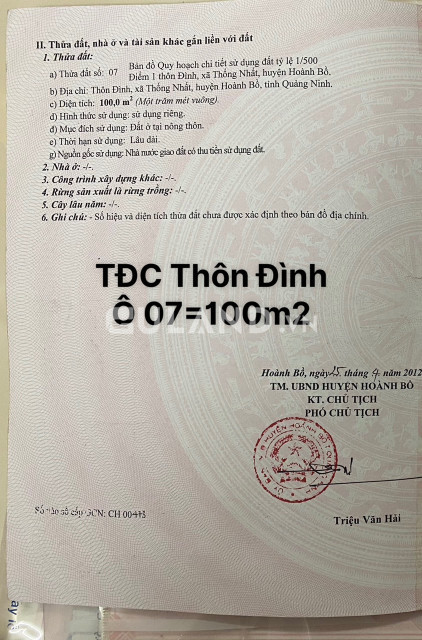 II. Thửa đất, nhà ở và tài sản khác gắn liền với đất
1. Thửa đất:
a) Thửa đất số: 07 Bản đồ Quy hoạch chi tiết sử dụng đất tỷ lệ 1/500
Điểm 1 thôn Đình, xã Thống Nhất, huyện Hoành Bồ.
b) Địa chỉ: Thôn Đình, xã Thống Nhất, huyện Hoành Bồ, tỉnh Quảng Ninh.
c) Diện tích: 100,0 m² (Một trăm mét vuông).
d) Hình thức sử dụng: sử dụng riêng.
đ) Mục đích sử dụng: Đất ở tại nông thôn.
e) Thời hạn sử dụng: Lâu dài.
g) Nguồn gốc sử dụng: Nhà nước giao đất có thu tiền sử dụng đất.
2. Nhà ở: -/-.
3. Công trình xây dựng khác: -/-.
4. Rừng sản xuất là rừng trồng: -/-.
5. Cây lâu năm: -/-.
6. Ghi chú: - Số hiệu và diện tích thửa đất chưa được xác định theo bản đồ địa chính.
TĐC Thôn Đình
Ô 07=100m2
Hoành Bồ, ngày 25 tháng 4 năm 2012
TM. UBND HUYỆN HOÀNH BỒ
KT. CHỦ TỊCH
PHÓ CHỦ TỊCH
Triệu Văn Hải
Số vào sổ cấp GCN: CH